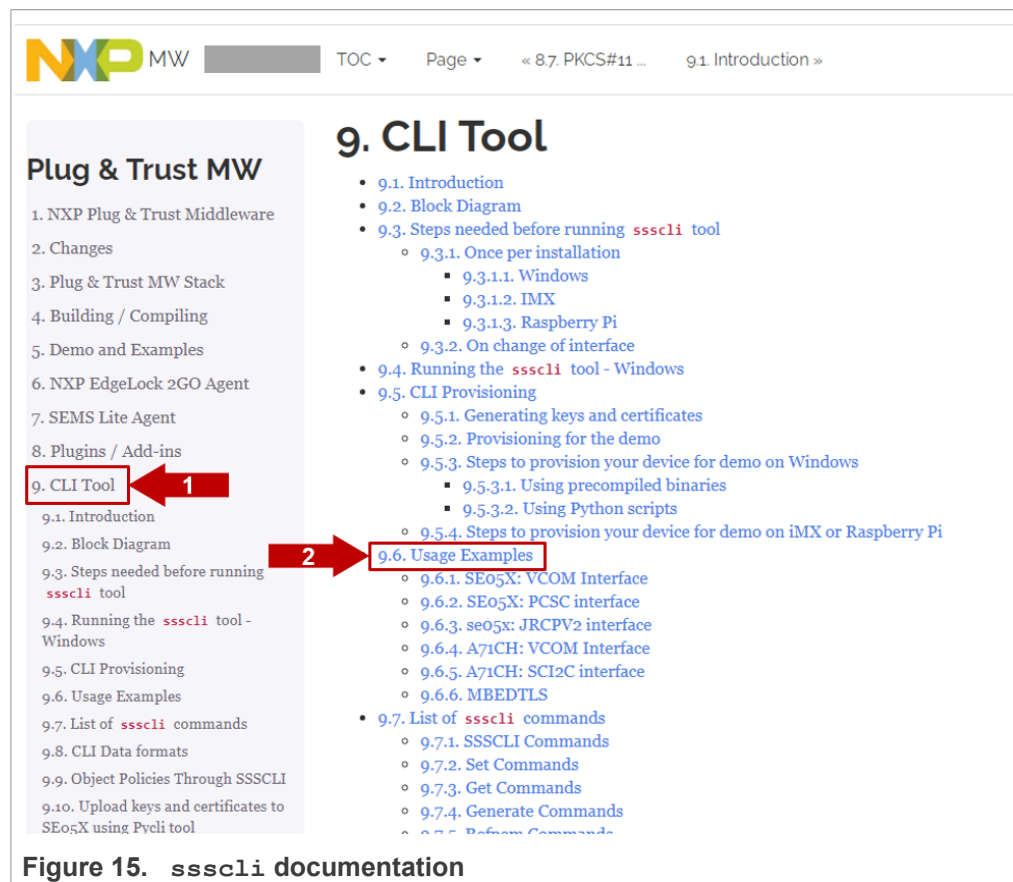 NXP MW TOC Page « 8.7. PKCS#11 ... 9.1. Introduction »
Plug & Trust MW
1. NXP Plug & Trust Middleware
2. Changes
3. Plug & Trust MW Stack
4. Building / Compiling
5. Demo and Examples
6. NXP EdgeLock 2GO Agent
7. SEMS Lite Agent
8. Plugins / Add-ins
9. CLI Tool
1
9.1. Introduction
9.2. Block Diagram
9.3. Steps needed before running
ssscli tool
9.4. Running the ssscli tool -
Windows
9.5. CLI Provisioning
9.6. Usage Examples
9.7. List of ssscli commands
9.8. CLI Data formats
9.9. Object Policies Through SSSCLI
9.10. Upload keys and certificates to
SE05X using Pycli tool
9. CLI Tool
9.1. Introduction
9.2. Block Diagram
9.3. Steps needed before running ssscli tool
9.3.1. Once per installation
9.3.1.1. Windows
9.3.1.2. IMX
9.3.1.3. Raspberry Pi
9.3.2. On change of interface
9.4. Running the ssscli tool - Windows
9.5. CLI Provisioning
9.5.1. Generating keys and certificates
9.5.2. Provisioning for the demo
9.5.3. Steps to provision your device for demo on Windows
9.5.3.1. Using precompiled binaries
9.5.3.2. Using Python scripts
9.5.4. Steps to provision your device for demo on iMX or Raspberry Pi
2
9.6. Usage Examples
9.6.1. SE05X: VCOM Interface
9.6.2. SE05X: PCSC interface
9.6.3. se05x: JRCPV2 interface
9.6.4. A71CH: VCOM Interface
9.6.5. A71CH: SCI2C interface
9.6.6. MBEDTLS
9.7. List of ssscli commands
9.7.1. SSSCLI Commands
9.7.2. Set Commands
9.7.3. Get Commands
9.7.4. Generate Commands
9.7.5. Refpem Commands
Figure 15. ssscli documentation